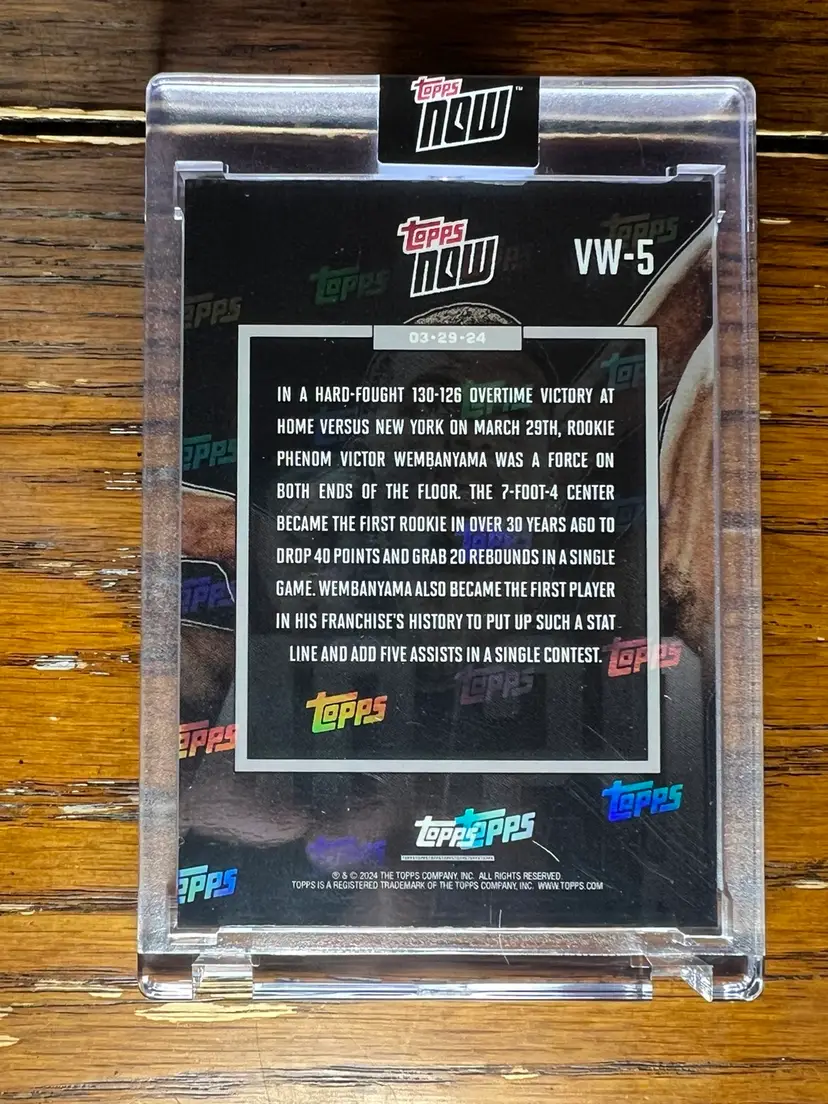 TOPPS
NOW™
TOPPS
NOW
VW-5
03•29•24
IN A HARD-FOUGHT 130-126 OVERTIME VICTORY AT
HOME VERSUS NEW YORK ON MARCH 29TH, ROOKIE
PHENOM VICTOR WEMBANYAMA WAS A FORCE ON
BOTH ENDS OF THE FLOOR. THE 7-FOOT-4 CENTER
BECAME THE FIRST ROOKIE IN OVER 30 YEARS AGO TO
DROP 40 POINTS AND GRAB 20 REBOUNDS IN A SINGLE
GAME. WEMBANYAMA ALSO BECAME THE FIRST PLAYER
IN HIS FRANCHISE'S HISTORY TO PUT UP SUCH A STAT
LINE AND ADD FIVE ASSISTS IN A SINGLE CONTEST.
TOPPS
TOPPS
TOPPS
TOPPS
TOPPS
TOPPS
® & © 2024 THE TOPPS COMPANY, INC. ALL RIGHTS RESERVED.
TOPPS IS A REGISTERED TRADEMARK OF THE TOPPS COMPANY, INC. WWW.TOPPS.COM